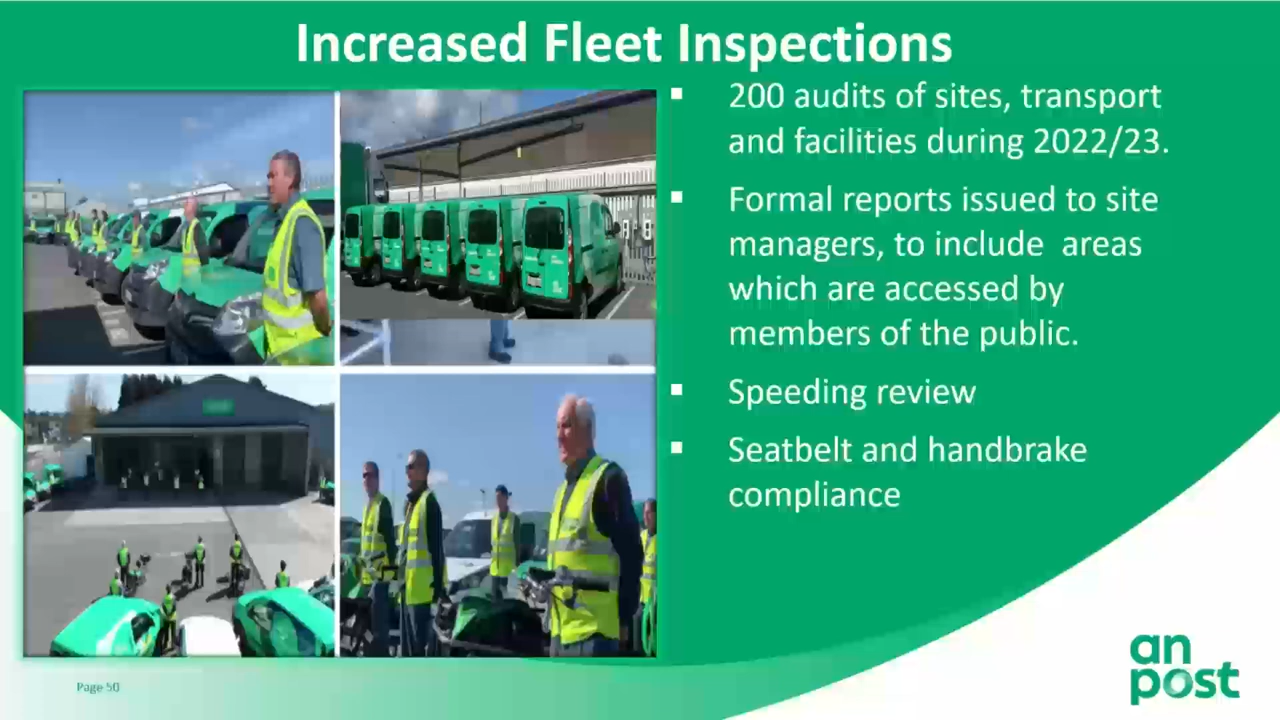 Increased Fleet Inspections
▪ 200 audits of sites, transport
and facilities during 2022/23.
▪ Formal reports issued to site
managers, to include areas
which are accessed by
members of the public.
▪ Speeding review
▪ Seatbelt and handbrake
compliance
an
post
Page 50